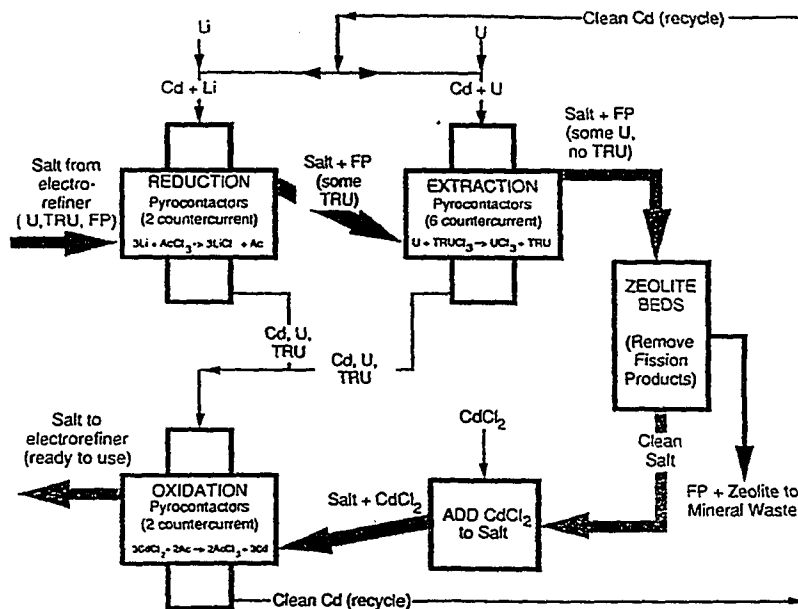 Clean Cd (recycle)
Li
U
Cd + Li
Cd + U
Salt + FP
(some U,
no TRU)
Salt from
electro-
refiner
( U,TRU, FP)
REDUCTION
Pyrocontactors
(2 countercurrent)
3Li + AcCl3 -> 3LiCl + Ac
Salt + FP
(some
TRU)
EXTRACTION
Pyrocontactors
(6 countercurrent)
U + TRUCl3 → UCl3 + TRU
ZEOLITE
BEDS
(Remove
Fission
Products)
Cd, U,
TRU
Cd, U,
TRU
Salt to
electrorefiner
(ready to use)
CdCl2
Clean
Salt
FP + Zeolite to
Mineral Waste
OXIDATION
Pyrocontactors
(2 countercurrent)
3CdCl2 + 2Ac → 2AcCl3 + 3Cd
Salt + CdCl2
ADD CdCl2
to Salt
Clean Cd (recycle)